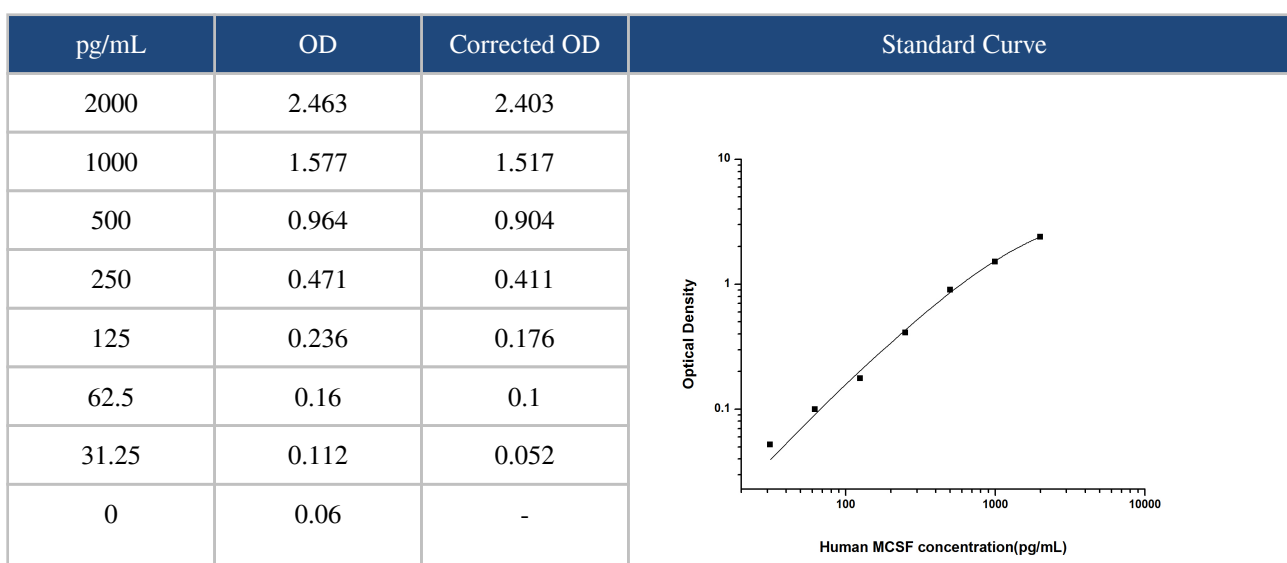 pg/mL OD Corrected OD Standard Curve
2000 2.463 2.403
1000 1.577 1.517
500 0.964 0.904
250 0.471 0.411
125 0.236 0.176
62.5 0.16 0.1
31.25 0.112 0.052
0 0.06 -
10
1
0.1
Optical Density
100 1000 10000
Human MCSF concentration(pg/mL)